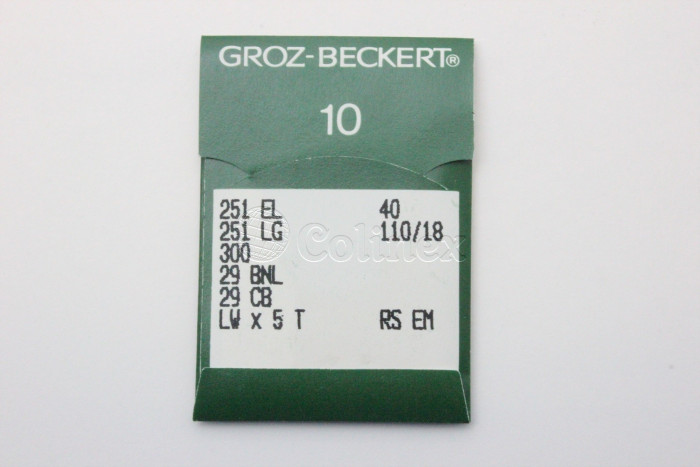 GROZ-BECKERT®
10
251 EL 40
251 LG 110/18
300
29 BNL
29 CB
LW x 5 T RS EM
Colintex